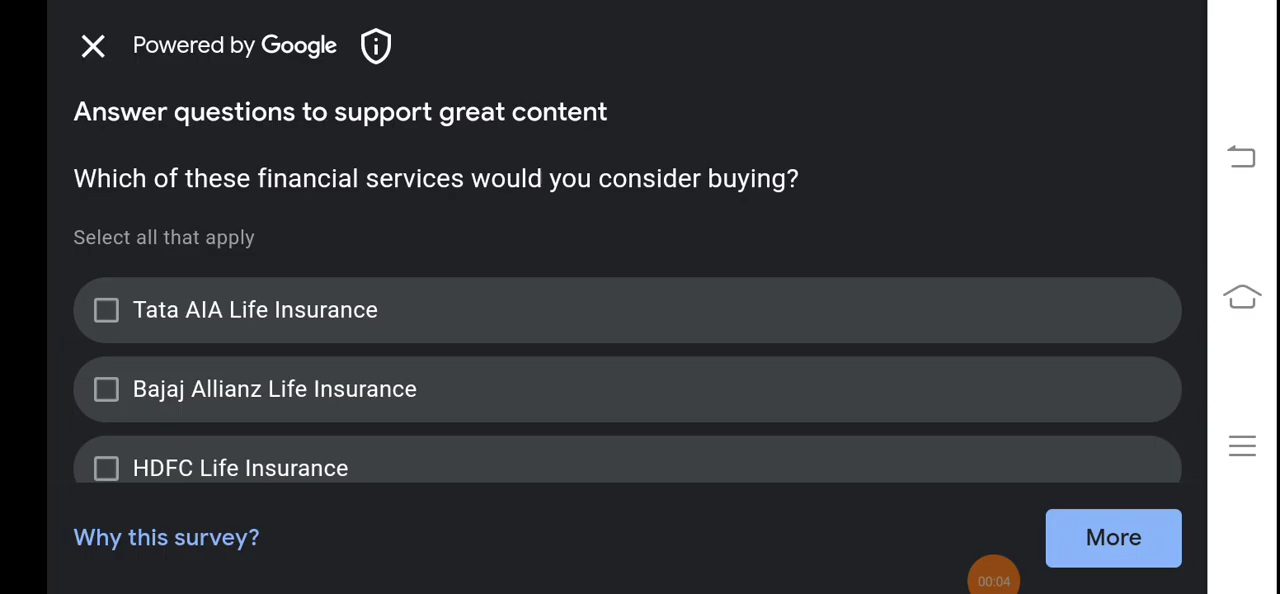 Powered by Google
Answer questions to support great content
Which of these financial services would you consider buying?
Select all that apply
Tata AIA Life Insurance
Bajaj Allianz Life Insurance
HDFC Life Insurance
Why this survey?
More
00:04